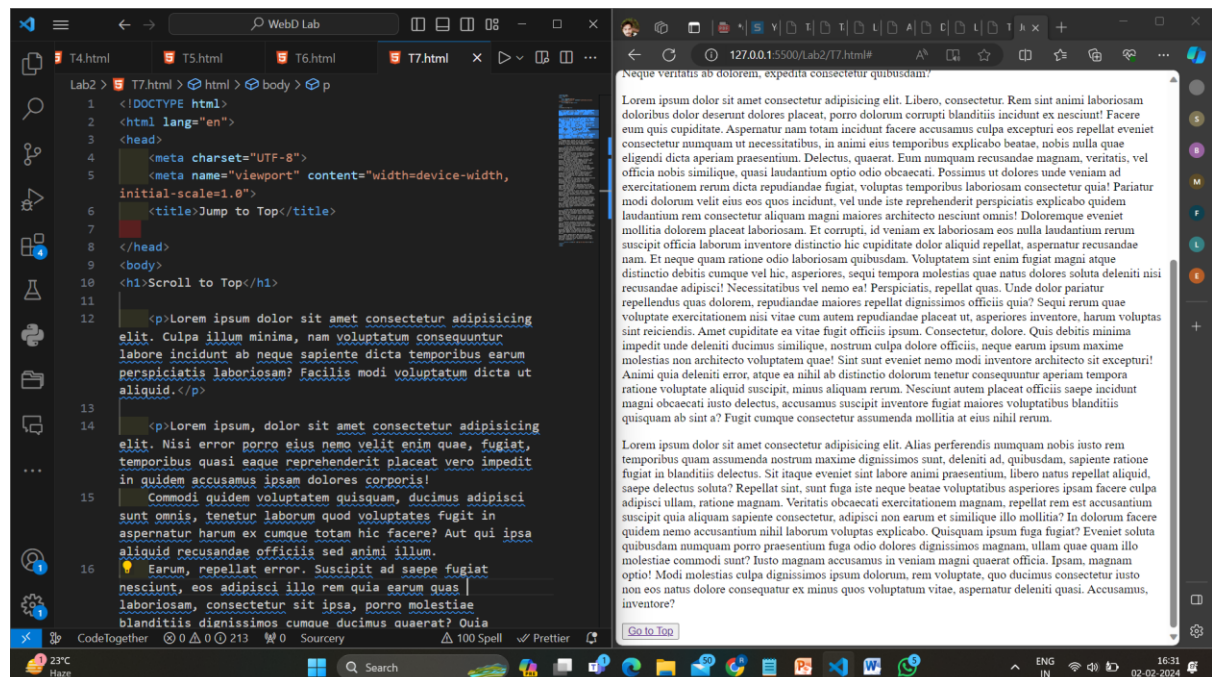 WebD Lab
T4.html
T5.html
T6.html
T7.html
Lab2 > T7.html > html > body > p
1 <!DOCTYPE html>
2 <html lang="en">
3 <head>
4 <meta charset="UTF-8">
5 <meta name="viewport" content="width=device-width,
initial-scale=1.0">
6 <title>Jump to Top</title>
7
8 </head>
9 <body>
10 <h1>Scroll to Top</h1>
11
12 <p>Lorem ipsum dolor sit amet consectetur adipisicing
elit. Culpa illum minima, nam voluptatum consequuntur
labore incidunt ab neque sapiente dicta temporibus earum
perspiciatis laboriosam? Facilis modi voluptatum dicta ut
aliquid.</p>
13
14 <p>Lorem ipsum, dolor sit amet consectetur adipisicing
elit. Nisi error porro eius nemo velit enim quae, fugiat,
temporibus quasi eaque reprehenderit placeat vero impedit
in quidem accusamus ipsam dolores corporis!
15 Commodi quidem voluptatem quisquam, ducimus adipisci
sunt omnis, tenetur laborum quod voluptates fugit in
aspernatur harum ex cumque totam hic facere? Aut qui ipsa
aliquid recusandae officiis sed animi illum.
16 Earum, repellat error. Suscipit ad saepe fugiat
nesciunt, eos adipisci illo rem quia earum quas
laboriosam, consectetur sit ipsa, porro molestiae
blanditiis dignissimos cumque ducimus quaerat? Quia
CodeTogether 0 0 213 0 Sourcery 100 Spell Prettier
127.0.0.1:5500/Lab2/T7.html#
Neque veritatis ab dolorem, expedita consectetur quibusdam?
Lorem ipsum dolor sit amet consectetur adipisicing elit. Libero, consectetur. Rem sint animi laboriosam
doloribus dolor deserunt dolores placeat, porro dolorum corrupti blanditiis incidunt ex nesciunt! Facere
eum quis cupiditate. Aspernatur nam totam incidunt facere accusamus culpa excepturi eos repellat eveniet
consectetur numquam ut necessitatibus, in animi eius temporibus explicabo beatae, nobis nulla quae
eligendi dicta aperiam praesentium. Delectus, quaerat. Eum numquam recusandae magnam, veritatis, vel
officia nobis similique, quasi laudantium optio odio obcaecati. Possimus ut dolores unde veniam ad
exercitationem rerum dicta repudiandae fugiat, voluptas temporibus laboriosam consectetur quia! Pariatur
modi dolorum velit eius eos quos incidunt, vel unde iste reprehenderit perspiciatis explicabo quidem
laudantium rem consectetur aliquam magni maiores architecto nesciunt omnis! Doloremque eveniet
mollitia dolorem placeat laboriosam. Et corrupti, id veniam ex laboriosam eos nulla laudantium rerum
suscipit officia laborum inventore distinctio hic cupiditate dolor aliquid repellat, aspernatur recusandae
nam. Et neque quam ratione odio laboriosam quibusdam. Voluptatem sint enim fugiat magni atque
distinctio debitis cumque vel hic, asperiores, sequi tempora molestias quae natus dolores soluta deleniti nisi
recusandae adipisci! Necessitatibus vel nemo ea! Perspiciatis, repellat quas. Unde dolor pariatur
repellendus quas dolorem, repudiandae maiores repellat dignissimos officiis quia? Sequi rerum quae
voluptate exercitationem nisi vitae cum autem repudiandae placeat ut, asperiores inventore, harum voluptas
sint reiciendis. Amet cupiditate ea vitae fugit officiis ipsum. Consectetur, dolore. Quis debitis minima
impedit unde deleniti ducimus similique, nostrum culpa dolore officiis, neque earum ipsum maxime
molestias non architecto voluptatem quae! Sint sunt eveniet nemo modi inventore architecto sit excepturi!
Animi quia deleniti error, atque ea nihil ab distinctio dolorum tenetur consequuntur aperiam tempora
ratione voluptate aliquid suscipit, minus aliquam rerum. Nesciunt autem placeat officiis saepe incidunt
magni obcaecati iusto delectus, accusamus suscipit inventore fugiat maiores voluptatibus blanditiis
quisquam ab sint a? Fugit cumque consectetur assumenda mollitia at eius nihil rerum.
Lorem ipsum dolor sit amet consectetur adipisicing elit. Alias perferendis numquam nobis iusto rem
temporibus quam assumenda nostrum maxime dignissimos sunt, deleniti ad, quibusdam, sapiente ratione
fugiat in blanditiis delectus. Sit itaque eveniet sint labore animi praesentium, libero natus repellat aliquid,
saepe delectus soluta? Repellat sint, sunt fuga iste neque beatae voluptatibus asperiores ipsam facere culpa
adipisci ullam, ratione magnam. Veritatis obcaecati exercitationem magnam, repellat rem est accusantium
suscipit quia aliquam sapiente consectetur, adipisci non earum et similique illo mollitia? In dolorum facere
quidem nemo accusantium nihil laborum voluptas explicabo. Quisquam ipsum fuga fugiat? Eveniet soluta
quibusdam numquam porro praesentium fuga odio dolores dignissimos magnam, ullam quae quam illo
molestiae commodi sunt? Iusto magnam accusamus in veniam magni quaerat officia. Ipsam, magnam
optio! Modi molestias culpa dignissimos ipsum dolorum, rem voluptate, quo ducimus consectetur iusto
non eos natus dolore consequatur ex minus quos voluptatum vitae, aspernatur deleniti quasi. Accusamus,
inventore?
Go to Top
23°C
Haze
Search
ENG
IN
16:31
02-02-2024